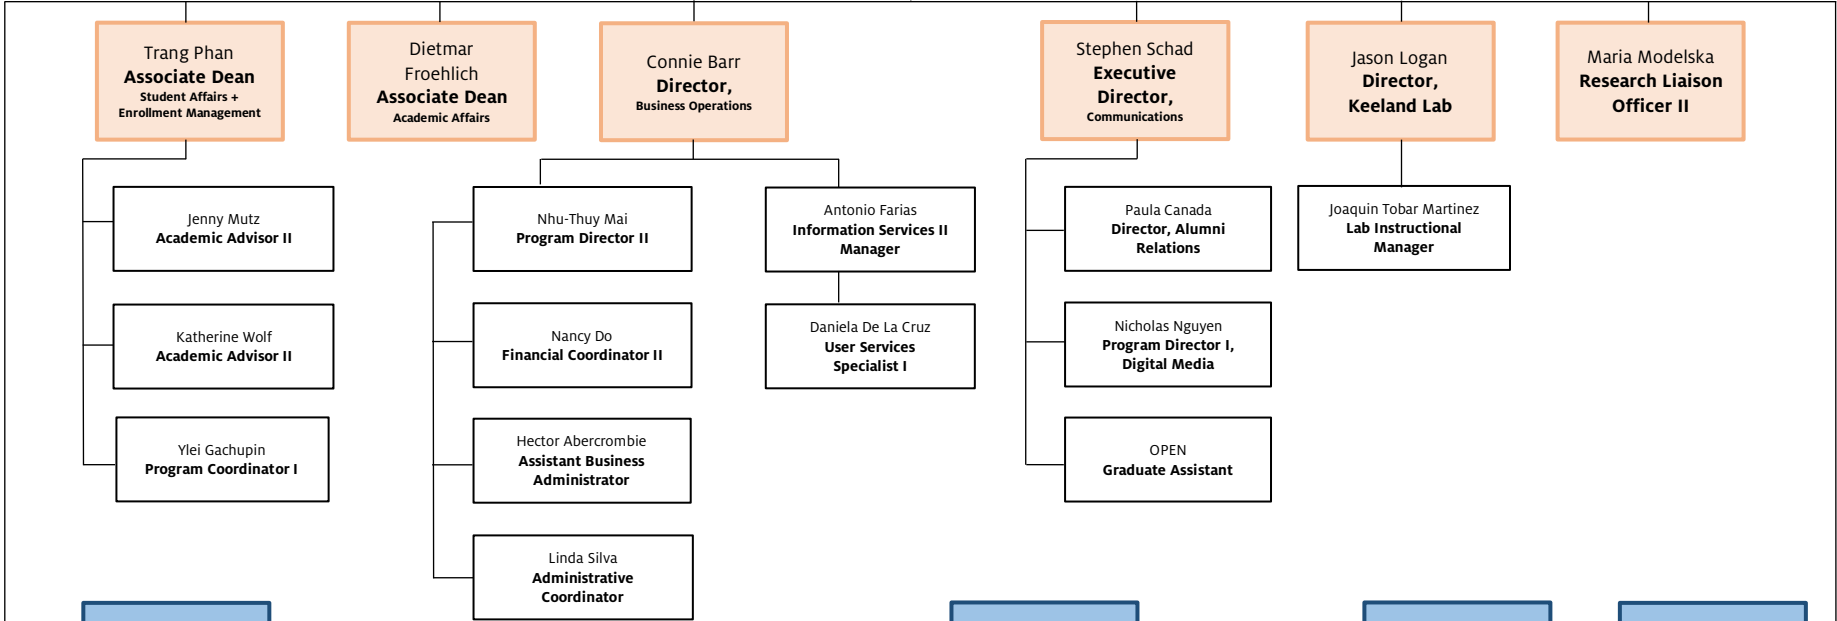 Trang Phan
Associate Dean
Student Affairs +
Enrollment Management
Dietmar
Froehlich
Associate Dean
Academic Affairs
Connie Barr
Director,
Business Operations
Stephen Schad
Executive
Director,
Communications
Jason Logan
Director,
Keeland Lab
Maria Modelska
Research Liaison
Officer II
Jenny Mutz
Academic Advisor II
Katherine Wolf
Academic Advisor II
Ylei Gachupin
Program Coordinator I
Nhu-Thuy Mai
Program Director II
Nancy Do
Financial Coordinator II
Hector Abercrombie
Assistant Business
Administrator
Linda Silva
Administrative
Coordinator
Antonio Farias
Information Services II
Manager
Daniela De La Cruz
User Services
Specialist I
Paula Canada
Director, Alumni
Relations
Nicholas Nguyen
Program Director I,
Digital Media
OPEN
Graduate Assistant
Joaquin Tobar Martinez
Lab Instructional
Manager